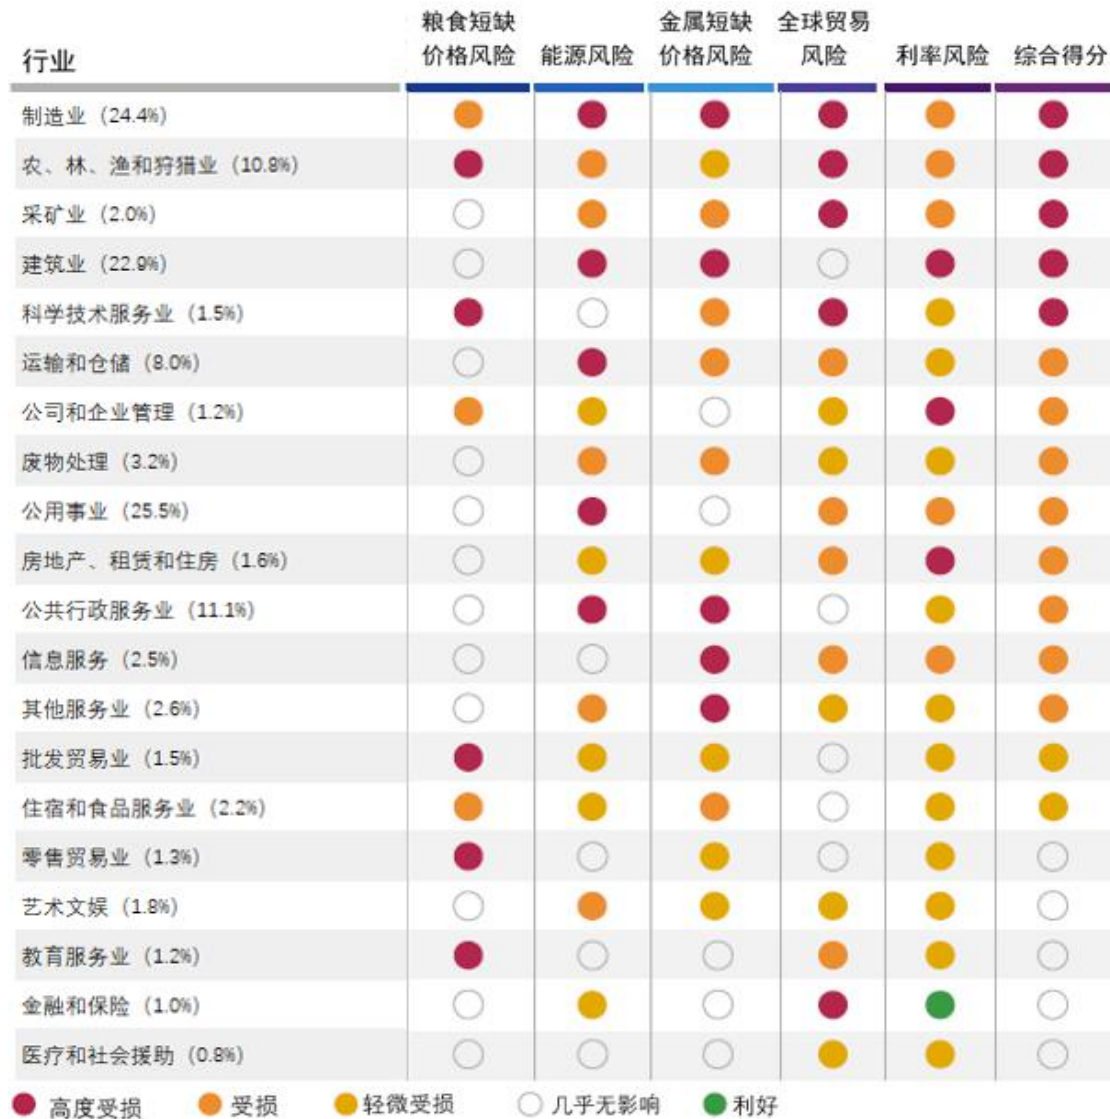 粮食短缺 金属短缺 全球贸易
行业 价格风险 能源风险 价格风险 风险 利率风险 综合得分
制造业 (24.4%)
农、林、渔和狩猎业 (10.8%)
采矿业 (2.0%)
建筑业 (22.9%)
科学技术服务业 (1.5%)
运输和仓储 (8.0%)
公司和企业管理 (1.2%)
废物处理 (3.2%)
公用事业 (25.5%)
房地产、租赁和住房 (1.6%)
公共行政服务业 (11.1%)
信息服务 (2.5%)
其他服务业 (2.6%)
批发贸易业 (1.5%)
住宿和食品服务业 (2.2%)
零售贸易业 (1.3%)
艺术文娱 (1.8%)
教育服务业 (1.2%)
金融和保险 (1.0%)
医疗和社会援助 (0.8%)
高度受损 受损 轻微受损 几乎无影响 利好